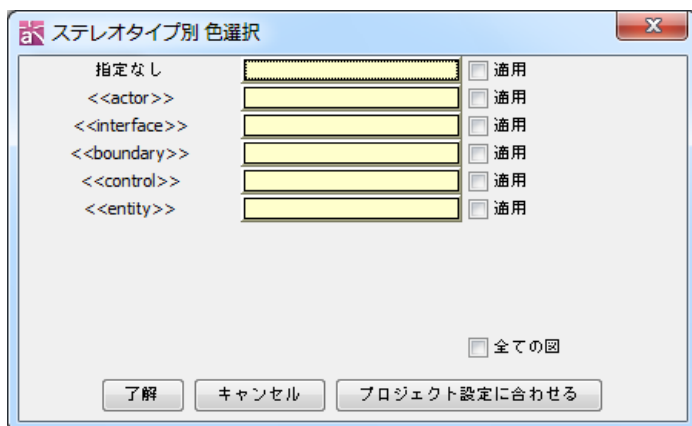 ステレオタイプ別 色選択
指定なし 適用
<<actor>> 適用
<<interface>> 適用
<<boundary>> 適用
<<control>> 適用
<<entity>> 適用
全ての図
了解 キャンセル プロジェクト設定に合わせる